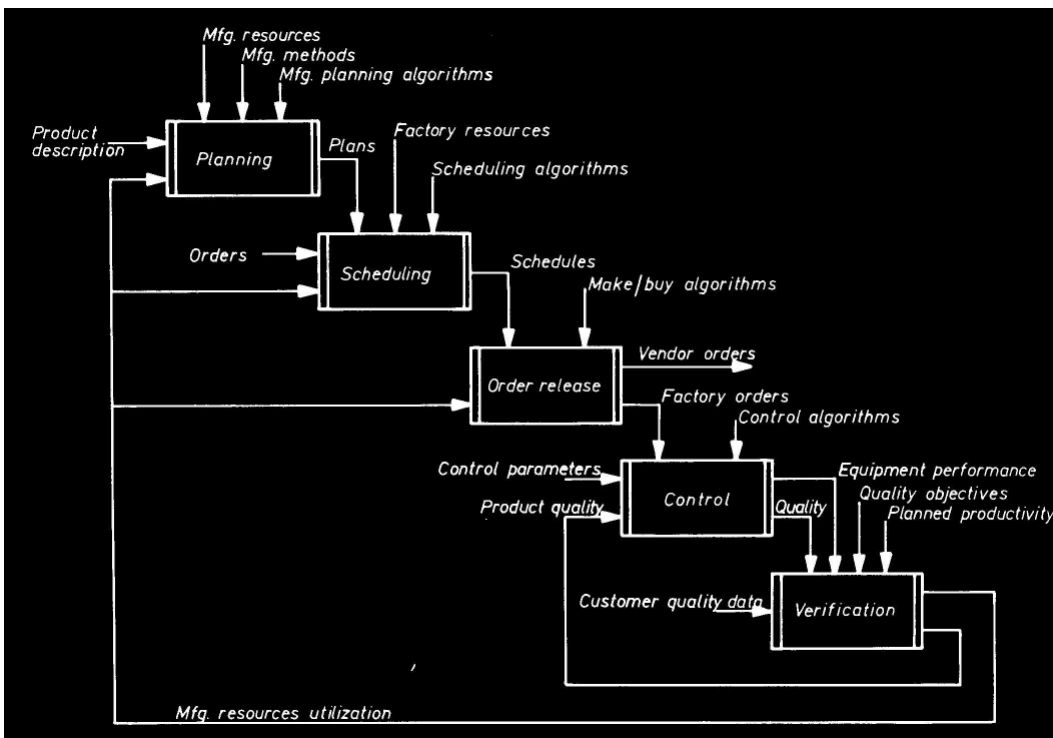 Mfg. resources
Mfg. methods
Mfg. planning algorithms
Product
description
Planning
Plans
Factory resources
Scheduling algorithms
Orders
Scheduling
Schedules
Make/buy algorithms
Order release
Vendor orders
Factory orders
Control algorithms
Control parameters
Product quality
Control
Quality
Equipment performance
Quality objectives
Planned productivity
Customer quality data
Verification
Mfg. resources utilization